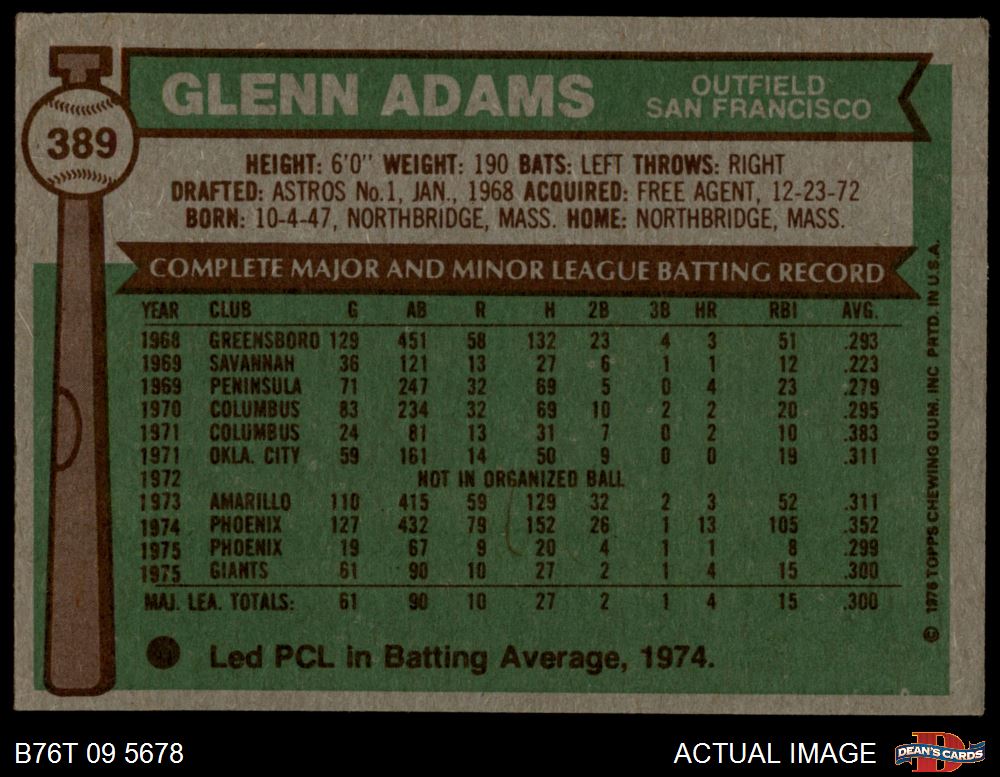 389
GLENN ADAMS
OUTFIELD
SAN FRANCISCO
HEIGHT: 6'0" WEIGHT: 190 BATS: LEFT THROWS: RIGHT
DRAFTED: ASTROS No.1, JAN., 1968 ACQUIRED: FREE AGENT, 12-23-72
BORN: 10-4-47, NORTHBRIDGE, MASS. HOME: NORTHBRIDGE, MASS.
COMPLETE MAJOR AND MINOR LEAGUE BATTING RECORD
YEAR CLUB G AB R H 2B 3B HR RBI AVG.
1968 GREENSBORO 129 451 58 132 23 4 3 51 .293
1969 SAVANNAH 36 121 13 27 6 1 1 12 .223
1969 PENINSULA 71 247 32 69 5 0 4 23 .279
1970 COLUMBUS 83 234 32 69 10 2 2 20 .295
1971 COLUMBUS 24 81 13 31 7 0 2 10 .383
1971 OKLA. CITY 59 161 14 50 9 0 0 19 .311
1972 NOT IN ORGANIZED BALL
1973 AMARILLO 110 415 59 129 32 2 3 52 .311
1974 PHOENIX 127 432 79 152 26 1 13 105 .352
1975 PHOENIX 19 67 9 20 4 1 1 8 .299
1975 GIANTS 61 90 10 27 2 1 4 15 .300
MAJ. LEA. TOTALS: 61 90 10 27 2 1 4 15 .300
Led PCL in Batting Average, 1974.
© 1976 TOPPS CHEWING GUM, INC PRTD. IN U.S.A.
B76T 09 5678
ACTUAL IMAGE
DEAN'S CARDS